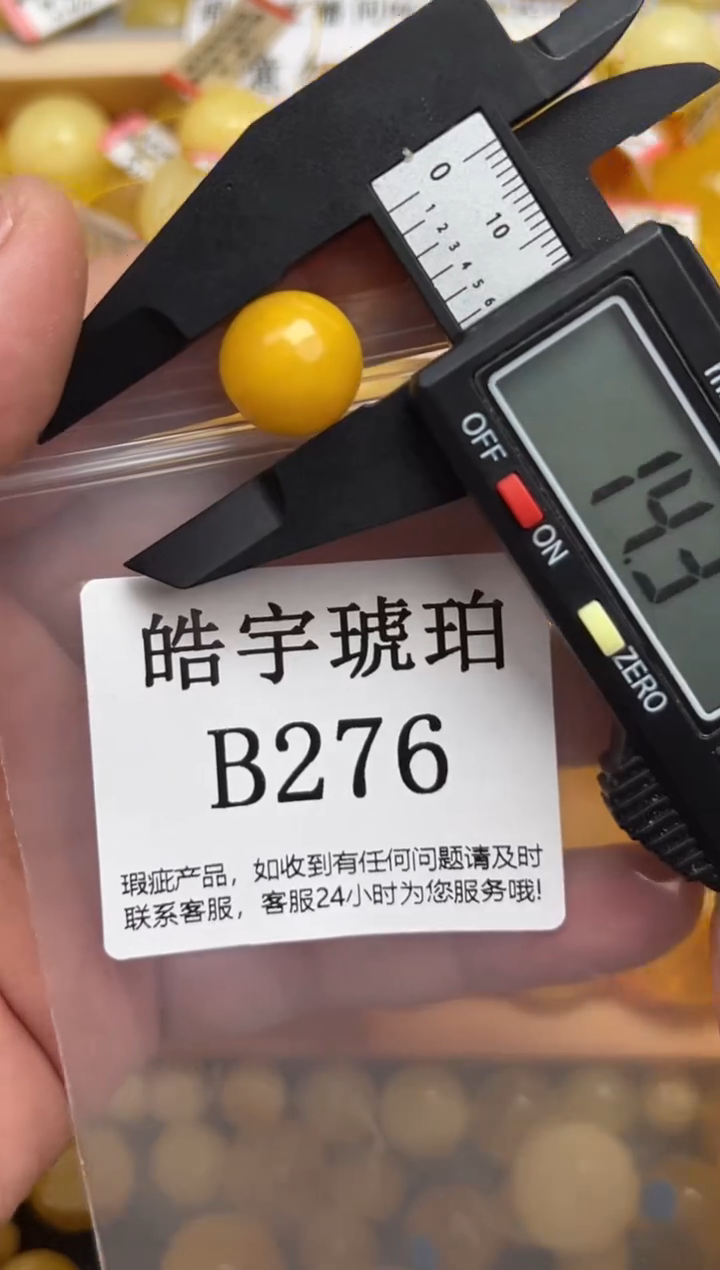 0
10
1 2 3 4 5 6
14.3
OFF
ON
ZERO
皓宇琥珀
B276
瑕疵产品，如收到有任何问题请及时
联系客服，客服24小时为您服务哦!